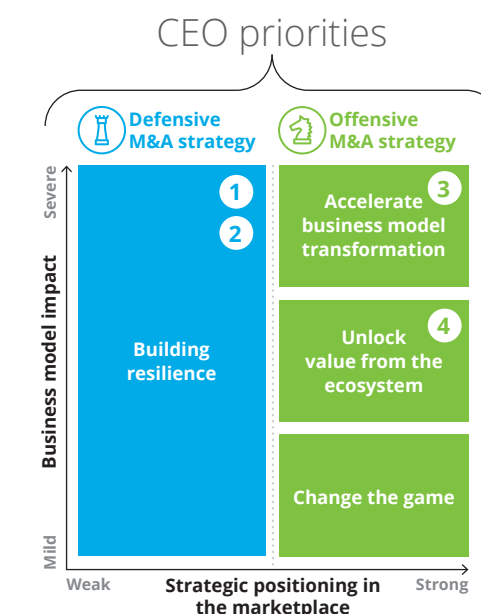 CEO priorities
Defensive
M&A strategy
Offensive
M&A strategy
Severe
Business model impact
Mild
1
2
Building
resilience
3
Accelerate
business model
transformation
4
Unlock
value from the
ecosystem
Change the game
Weak
Strategic positioning in
the marketplace
Strong